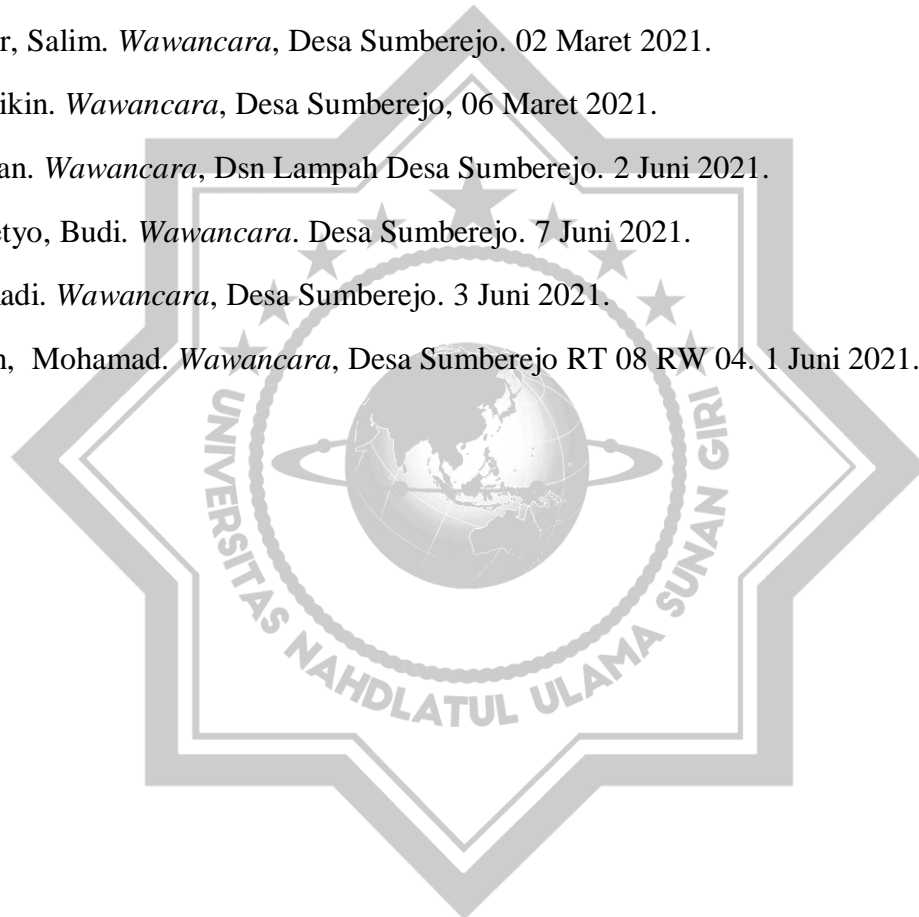 r, Salim. Wawancara, Desa Sumberejo. 02 Maret 2021.
ikin. Wawancara, Desa Sumberejo, 06 Maret 2021.
an. Wawancara, Dsn Lampah Desa Sumberejo. 2 Juni 2021.
etyo, Budi. Wawancara. Desa Sumberejo. 7 Juni 2021.
adi. Wawancara, Desa Sumberejo. 3 Juni 2021.
n, Mohamad. Wawancara, Desa Sumberejo RT 08 RW 04. 1 Juni 2021.
UNIVERSITAS NAHDLATUL ULAMA SUNAN GIRI